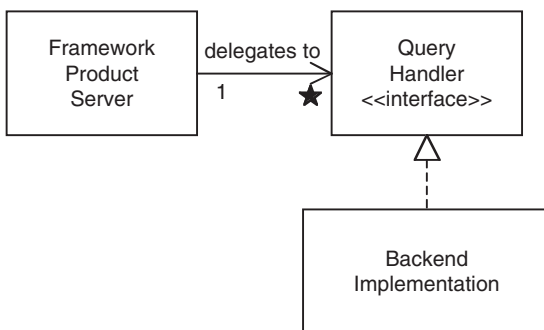 Framework
Product
Server
delegates to
1
★
Query
Handler
<<interface>>
Backend
Implementation